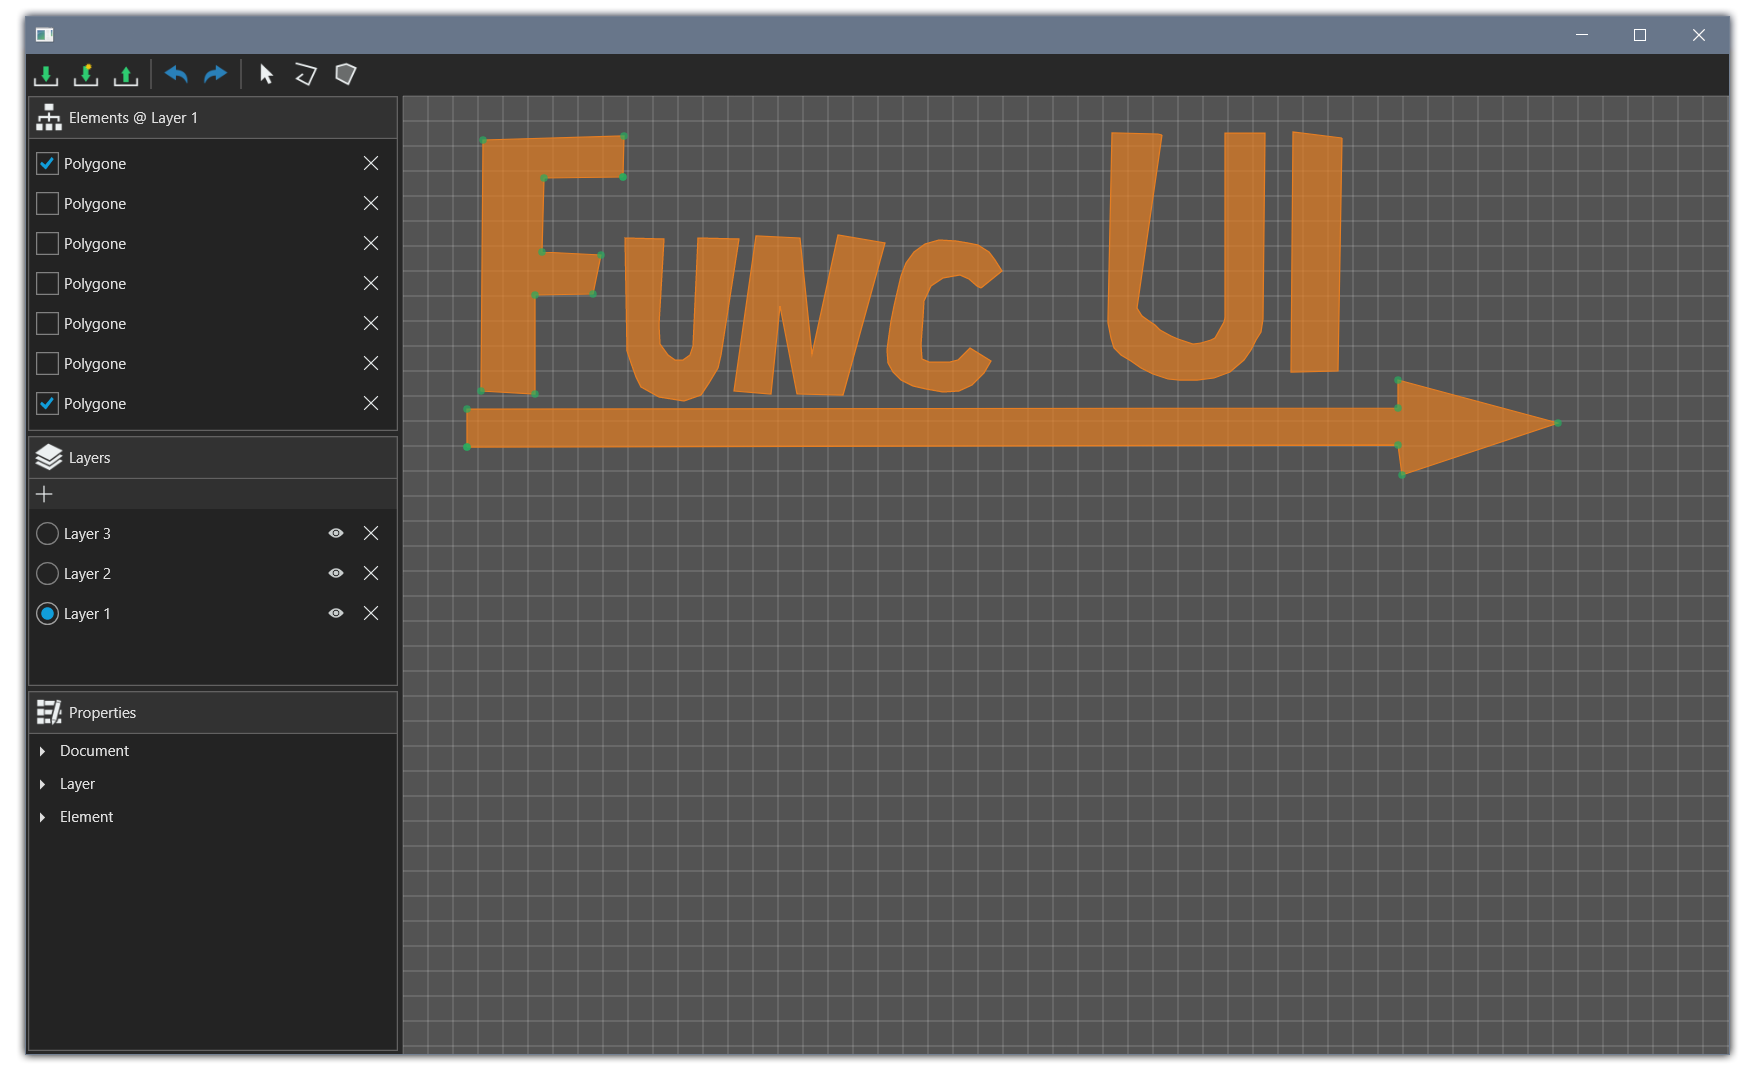 Elements @ Layer 1
Polygone
Polygone
Polygone
Polygone
Polygone
Polygone
Polygone
Layers
Layer 3
Layer 2
Layer 1
Properties
Document
Layer
Element
Func UI